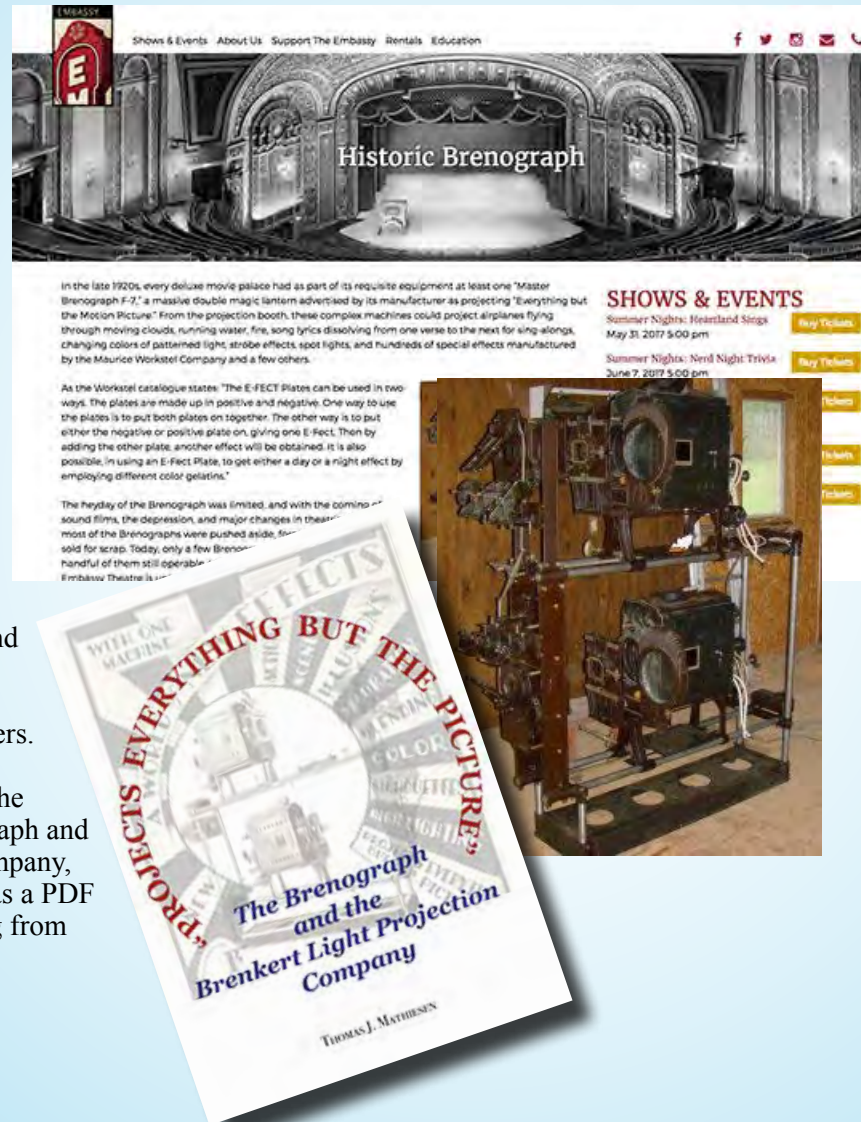 EMBASSY
E
Shows & Events About Us Support The Embassy Rentals Education
Historic Brenograph
In the late 1920s, every deluxe movie palace had as part of its requisite equipment at least one "Master
Brenograph F-7," a massive double magic lantern advertised by its manufacturer as projecting "Everything but
the Motion Picture." From the projection booth, these complex machines could project airplanes flying
through moving clouds, running water, fire, song lyrics dissolving from one verse to the next for sing-alongs,
changing colors of patterned light, strobe effects, spot lights, and hundreds of special effects manufactured
by the Maurice Workstel Company and a few others.
As the Workstel catalogue states: "The E-FECT Plates can be used in two
ways. The plates are made up in positive and negative. One way to use
the plates is to put both plates on together. The other way is to put
either the negative or positive plate on, giving one E-Fect. Then by
adding the other plate, another effect will be obtained. It is also
possible, in using an E-Fect Plate, to get either a day or a night effect by
employing different color gelatins."
The heyday of the Brenograph was limited, and with the coming of
sound films, the depression, and major changes in
most of the Brenographs were pushed aside,
sold for scrap. Today, only a few
handful of them still operable
Embassy Theatre is
SHOWS & EVENTS
Summer Nights: Heartland Sings
May 31, 2017 5:00 pm
Buy Tickets
Summer Nights: Nerd Night Trivia
June 7, 2017 5:00 pm
Buy Tickets
Tickets
Tickets
Tickets
nd
ers.
he
raph and
mpany,
as a PDF
g from
WITH ONE
MACHINE
EFFECTS
COLOR
"PROJECTS EVERYTHING BUT THE PICTURE"
The Brenograph
and the
Brenkert Light Projection
Company
THOMAS J. MATHIESEN